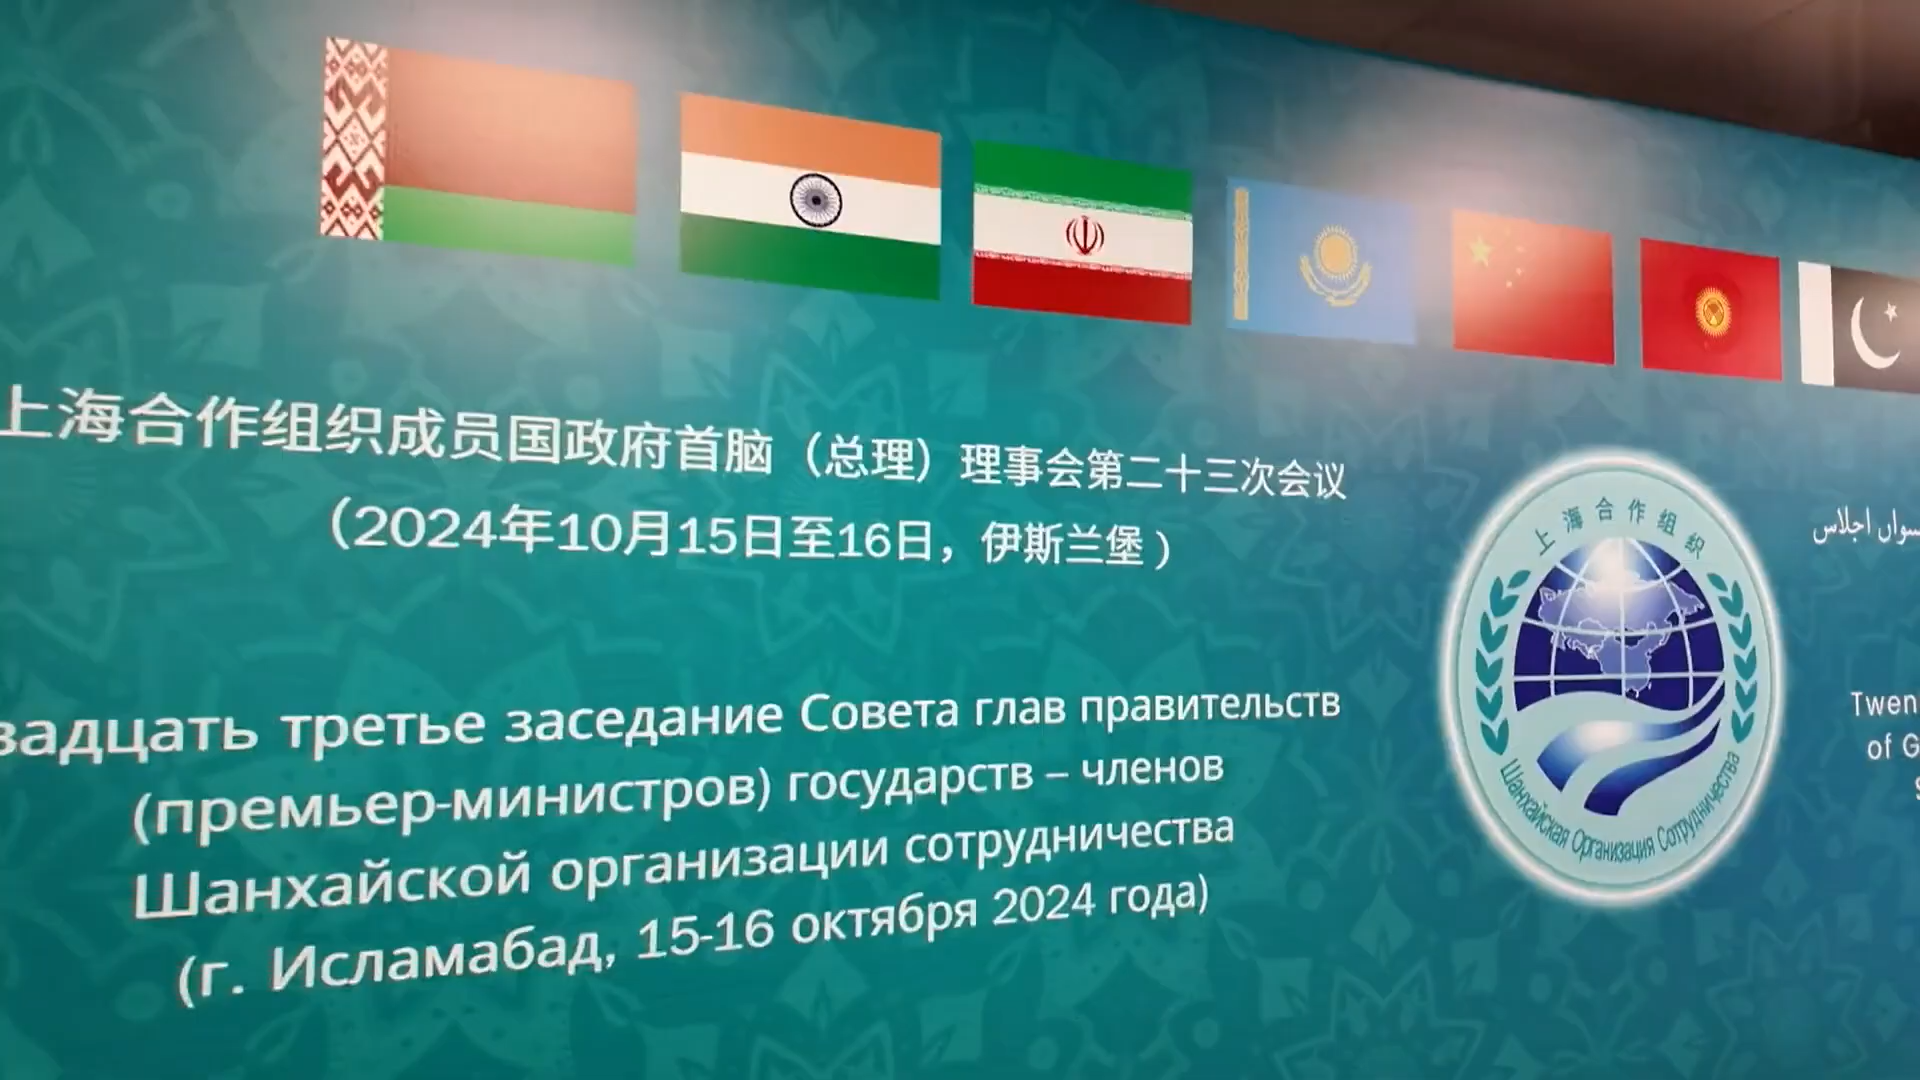 上海合作组织成员国政府首脑（总理）理事会第二十三次会议
（2024年10月15日至16日，伊斯兰堡）
вадцать третье заседание Совета глав правительств
(премьер-министров) государств – членов
Шанхайской организации сотрудничества
(г. Исламабад, 15-16 октября 2024 года)
上海合作组织
Шанхайская Организация Сотрудничества
اجلاس
Twen
of G
S